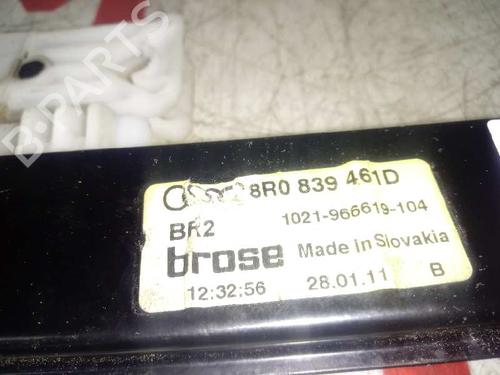 B-PARTS
8R0 839 461D
BR2 1021-966619-104
brose Made in Slovakia
12:32:56 28.01.11 B